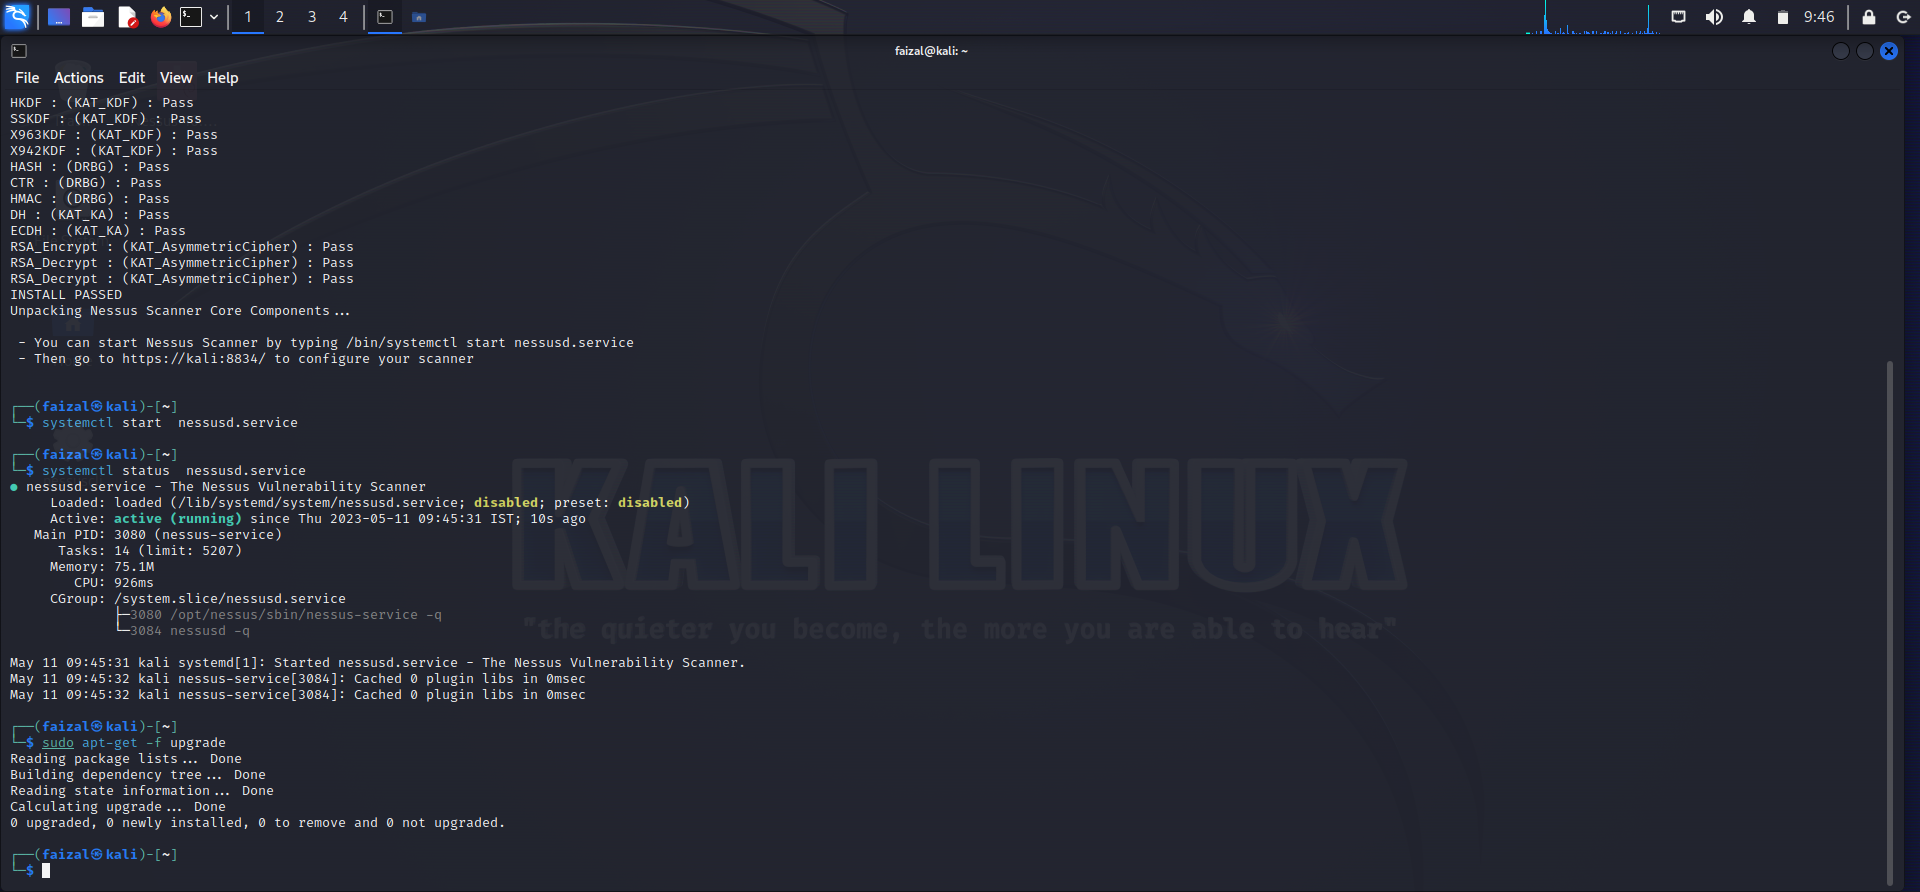 1 2 3 4 9:46
faizal@kali: ~
File Actions Edit View Help
HKDF : (KAT_KDF) : Pass
SSKDF : (KAT_KDF) : Pass
X963KDF : (KAT_KDF) : Pass
X942KDF : (KAT_KDF) : Pass
HASH : (DRBG) : Pass
CTR : (DRBG) : Pass
HMAC : (DRBG) : Pass
DH : (KAT_KA) : Pass
ECDH : (KAT_KA) : Pass
RSA_Encrypt : (KAT_AsymmetricCipher) : Pass
RSA_Decrypt : (KAT_AsymmetricCipher) : Pass
RSA_Decrypt : (KAT_AsymmetricCipher) : Pass
INSTALL PASSED
Unpacking Nessus Scanner Core Components...
- You can start Nessus Scanner by typing /bin/systemctl start nessusd.service
- Then go to https://kali:8834/ to configure your scanner
┌──(faizal㉿kali)-[~]
└─$ systemctl start  nessusd.service
┌──(faizal㉿kali)-[~]
└─$ systemctl status  nessusd.service
● nessusd.service - The Nessus Vulnerability Scanner
Loaded: loaded (/lib/systemd/system/nessusd.service; disabled; preset: disabled)
Active: active (running) since Thu 2023-05-11 09:45:31 IST; 10s ago
Main PID: 3080 (nessus-service)
Tasks: 14 (limit: 5207)
Memory: 75.1M
CPU: 926ms
CGroup: /system.slice/nessusd.service
├─3080 /opt/nessus/sbin/nessus-service -q
└─3084 nessusd -q
May 11 09:45:31 kali systemd[1]: Started nessusd.service - The Nessus Vulnerability Scanner.
May 11 09:45:32 kali nessus-service[3084]: Cached 0 plugin libs in 0msec
May 11 09:45:32 kali nessus-service[3084]: Cached 0 plugin libs in 0msec
┌──(faizal㉿kali)-[~]
└─$ sudo apt-get -f upgrade
Reading package lists... Done
Building dependency tree... Done
Reading state information... Done
Calculating upgrade... Done
0 upgraded, 0 newly installed, 0 to remove and 0 not upgraded.
┌──(faizal㉿kali)-[~]
└─$
KALI LINUX
"the quieter you become, the more you are able to hear"